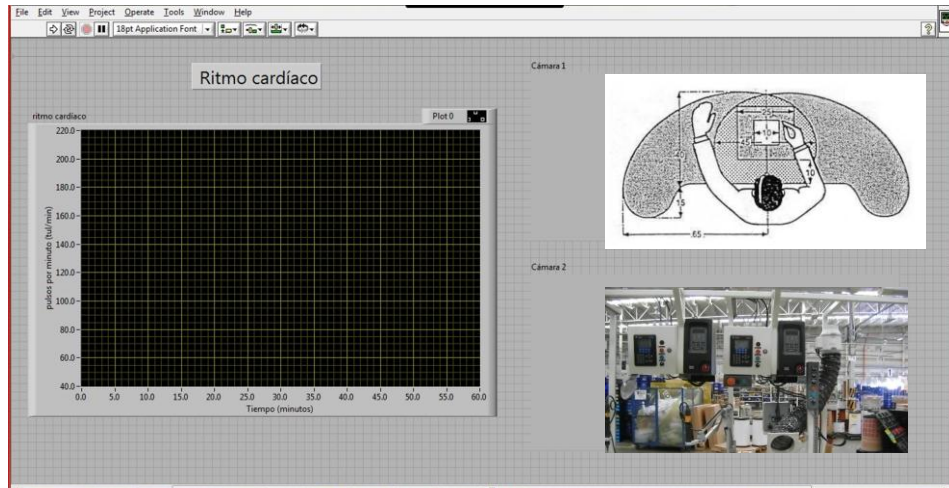 File Edit View Project Operate Tools Window Help
18pt Application Font
?
Ritmo cardíaco
ritmo cardíaco
Plot 0
pulsos por minuto (tul/min)
220.0
200.0
180.0
160.0
140.0
120.0
100.0
80.0
60.0
40.0
0.0 5.0 10.0 15.0 20.0 25.0 30.0 35.0 40.0 45.0 50.0 55.0 60.0
Tiempo (minutos)
Cámara 1
25
10
45
10
15
65
Cámara 2